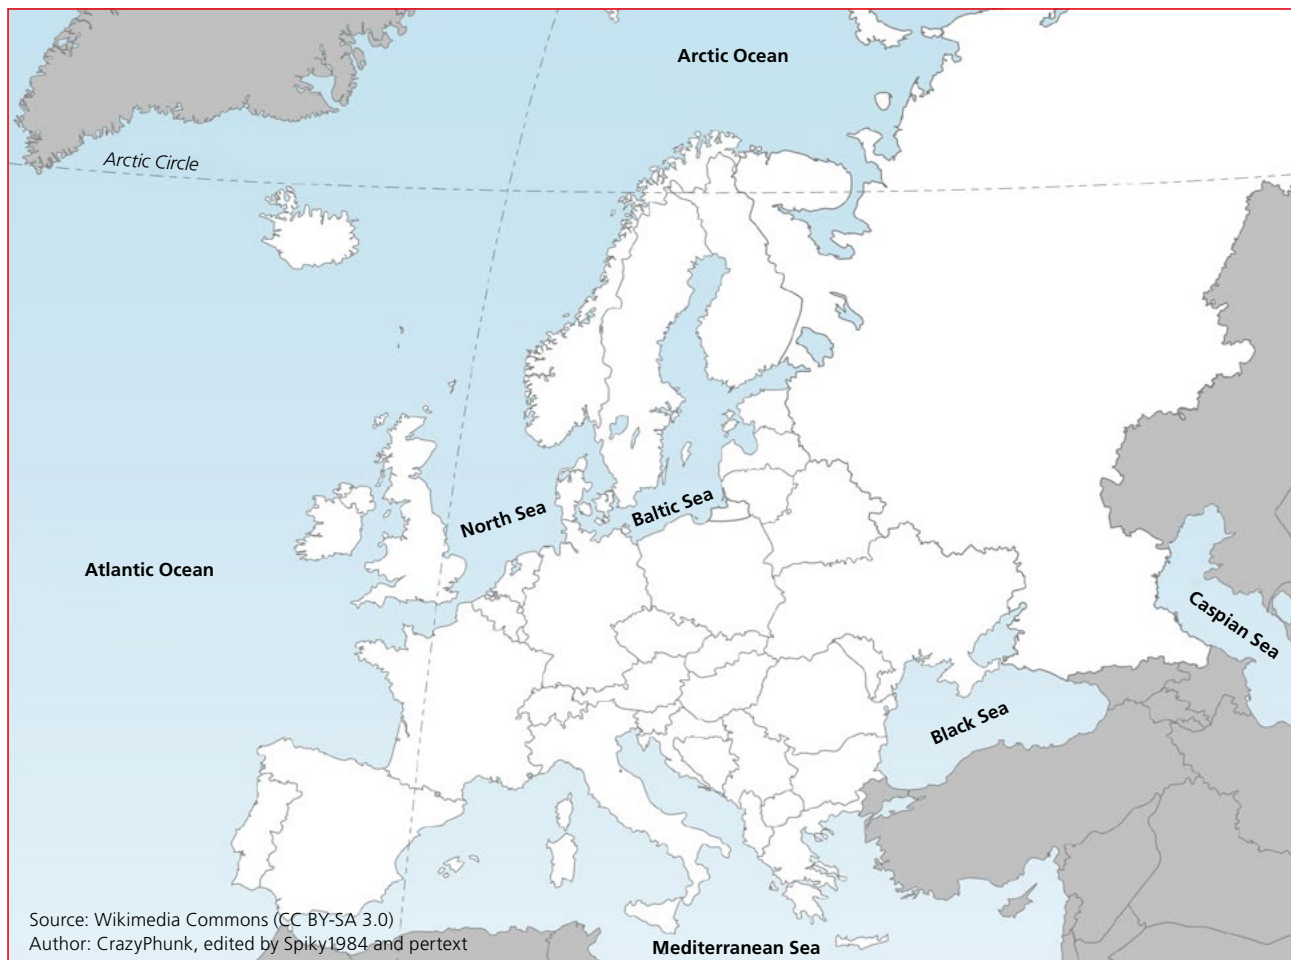 Arctic Ocean
Arctic Circle
North Sea
Baltic Sea
Atlantic Ocean
Caspian Sea
Black Sea
Source: Wikimedia Commons (CC BY-SA 3.0)
Author: CrazyPhunk, edited by Spiky1984 and pertext
Mediterranean Sea